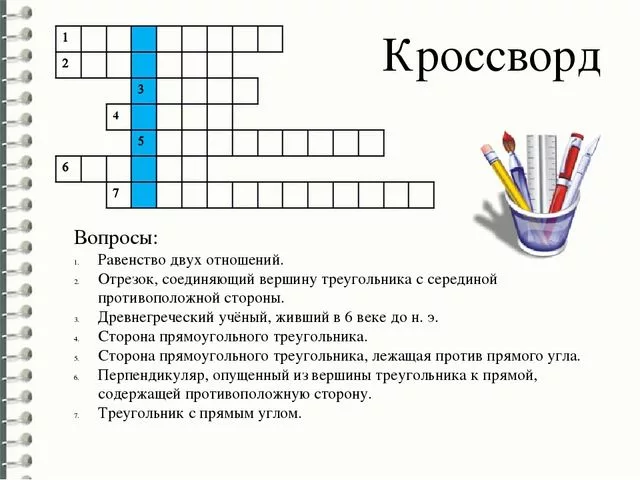 Кроссворд
1
2
3
4
5
6
7
Вопросы:
1. Равенство двух отношений.
2. Отрезок, соединяющий вершину треугольника с серединой
противоположной стороны.
3. Древнегреческий учёный, живший в 6 веке до н. э.
4. Сторона прямоугольного треугольника.
5. Сторона прямоугольного треугольника, лежащая против прямого угла.
6. Перпендикуляр, опущенный из вершины треугольника к прямой,
содержащей противоположную сторону.
7. Треугольник с прямым углом.